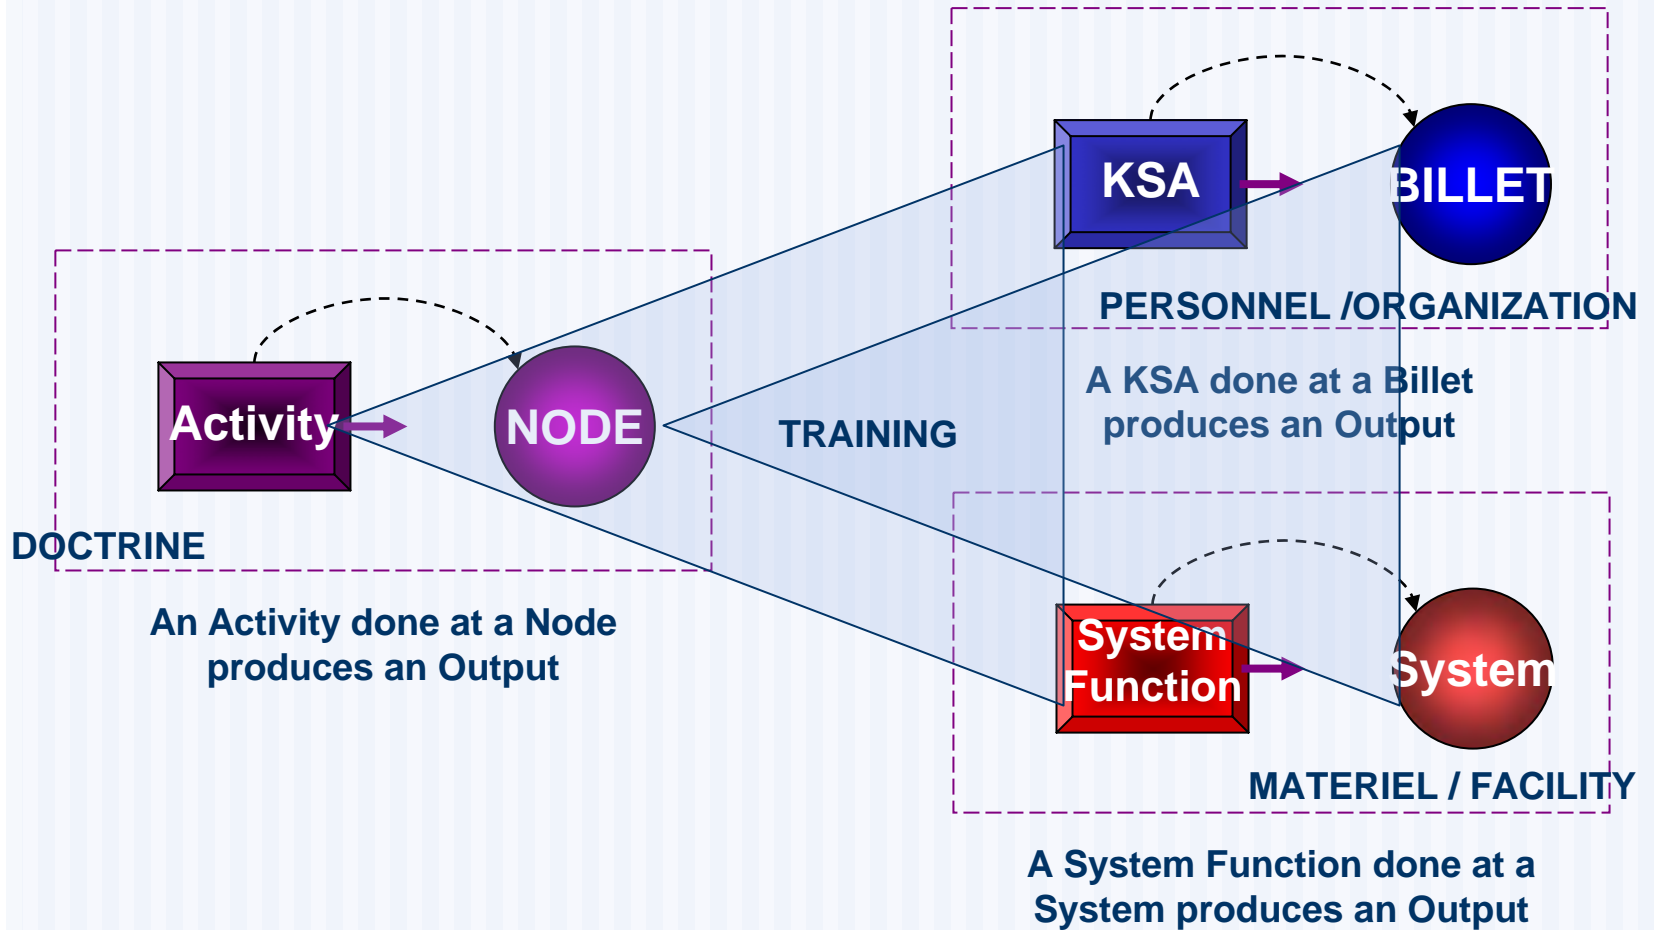 Activity
NODE
DOCTRINE
An Activity done at a Node
produces an Output
TRAINING
KSA
BILLET
PERSONNEL /ORGANIZATION
A KSA done at a Billet
produces an Output
System
Function
System
MATERIEL / FACILITY
A System Function done at a
System produces an Output